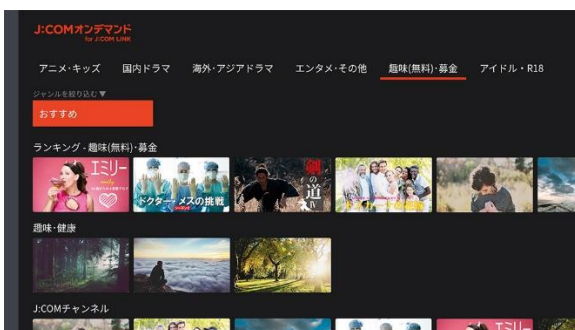 J:COMオンデマンド
for J:COM LINK
アニメ･キッズ 国内ドラマ 海外･アジアドラマ エンタメ･その他 趣味(無料)･募金 アイドル・R18
ジャンルを絞り込む▼
おすすめ
ランキング - 趣味(無料)･募金
エミリー
ドクター・メスの挑戦
剣の道IV
趣味･健康
J:COMチャンネル
エミリー